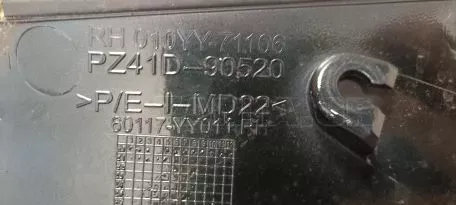 RH 010YY-71106
PZ41D-90520
>P/E-I-MD22<
60117-YY011-RH